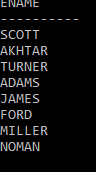 ENAME
----------
SCOTT
AKHTAR
TURNER
ADAMS
JAMES
FORD
MILLER
NOMAN